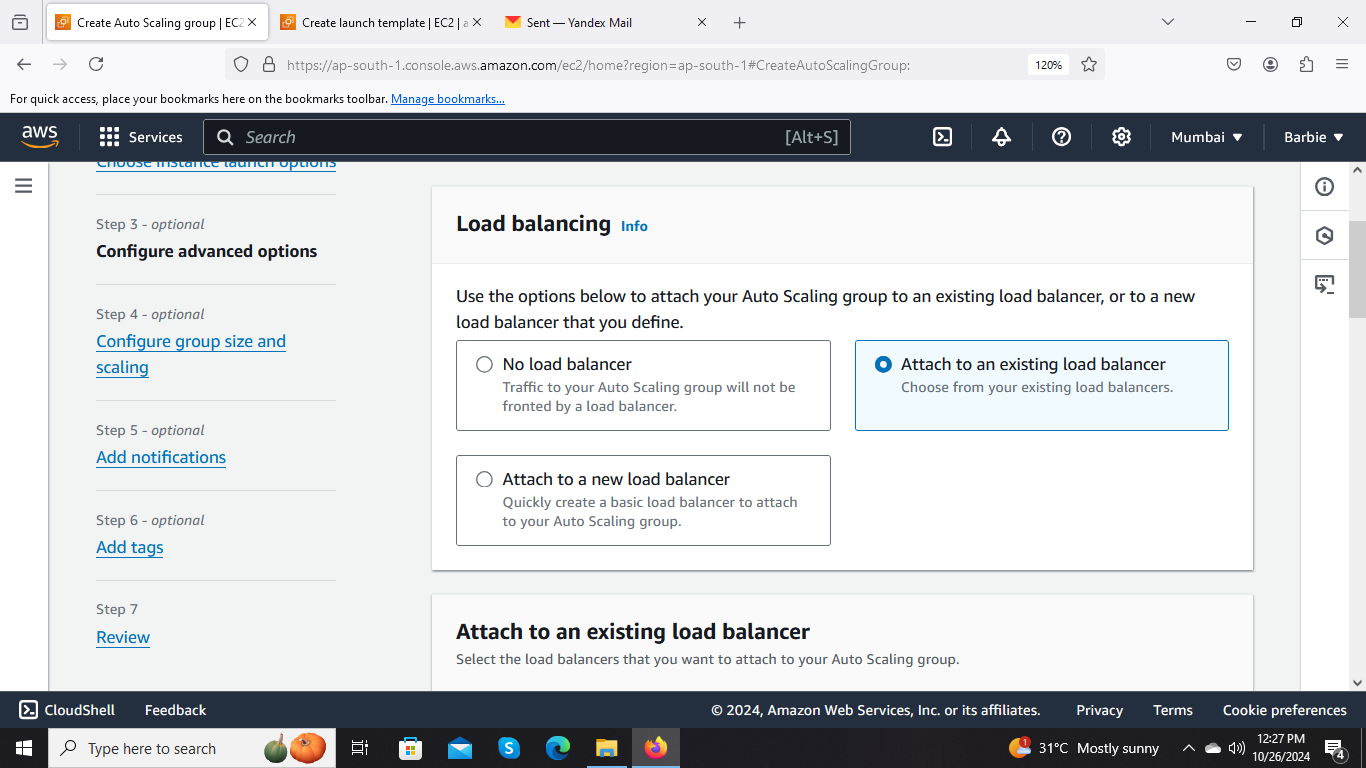 Create Auto Scaling group | EC2
Create launch template | EC2 | a
Sent — Yandex Mail
https://ap-south-1.console.aws.amazon.com/ec2/home?region=ap-south-1#CreateAutoScalingGroup:
120%
For quick access, place your bookmarks here on the bookmarks toolbar. Manage bookmarks...
aws
Services
Search
[Alt+S]
Mumbai
Barbie
Choose instance launch options
Step 3 - optional
Configure advanced options
Step 4 - optional
Configure group size and
scaling
Step 5 - optional
Add notifications
Step 6 - optional
Add tags
Step 7
Review
Load balancing Info
Use the options below to attach your Auto Scaling group to an existing load balancer, or to a new
load balancer that you define.
No load balancer
Traffic to your Auto Scaling group will not be
fronted by a load balancer.
Attach to an existing load balancer
Choose from your existing load balancers.
Attach to a new load balancer
Quickly create a basic load balancer to attach
to your Auto Scaling group.
Attach to an existing load balancer
Select the load balancers that you want to attach to your Auto Scaling group.
CloudShell
Feedback
© 2024, Amazon Web Services, Inc. or its affiliates.
Privacy
Terms
Cookie preferences
Type here to search
1
31°C Mostly sunny
12:27 PM
10/26/2024
4